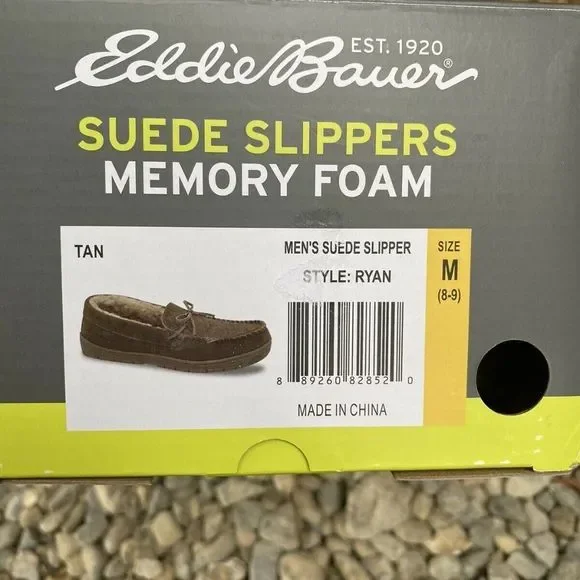 Eddie Bauer®
EST. 1920
SUEDE SLIPPERS
MEMORY FOAM
TAN
MEN'S SUEDE SLIPPER
STYLE: RYAN
8 89260 82852 0
MADE IN CHINA
SIZE
M
(8-9)